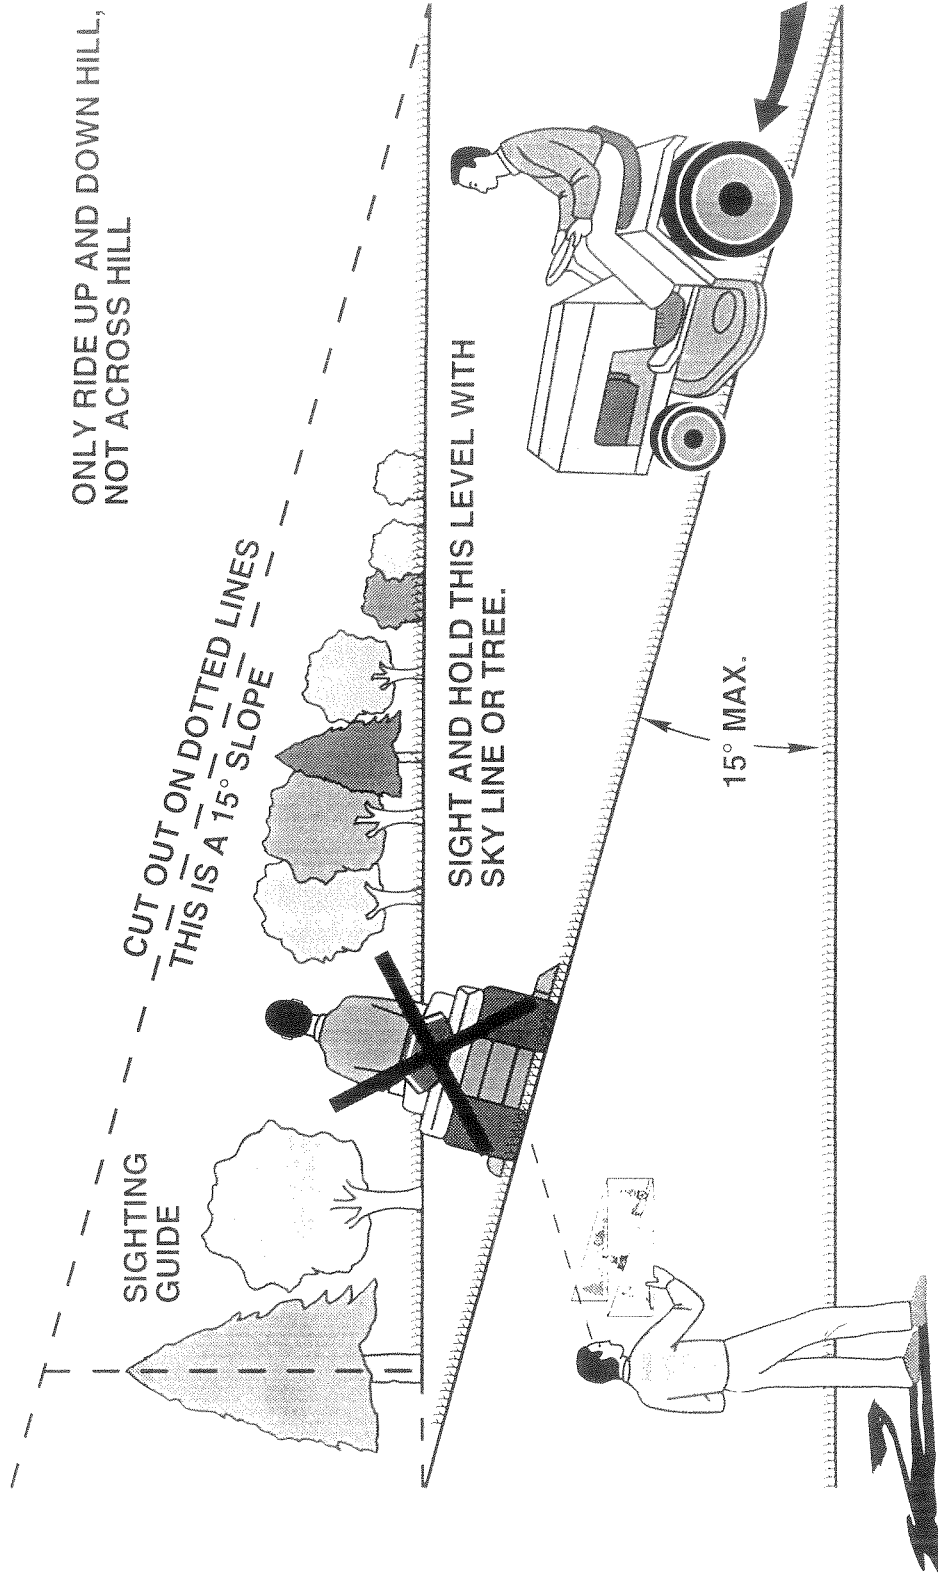 ONLY RIDE UP AND DOWN HILL,
NOT ACROSS HILL
CUT OUT ON DOTTED LINES
THIS IS A 15° SLOPE
SIGHTING
GUIDE
SIGHT AND HOLD THIS LEVEL WITH
SKY LINE OR TREE.
15° MAX.